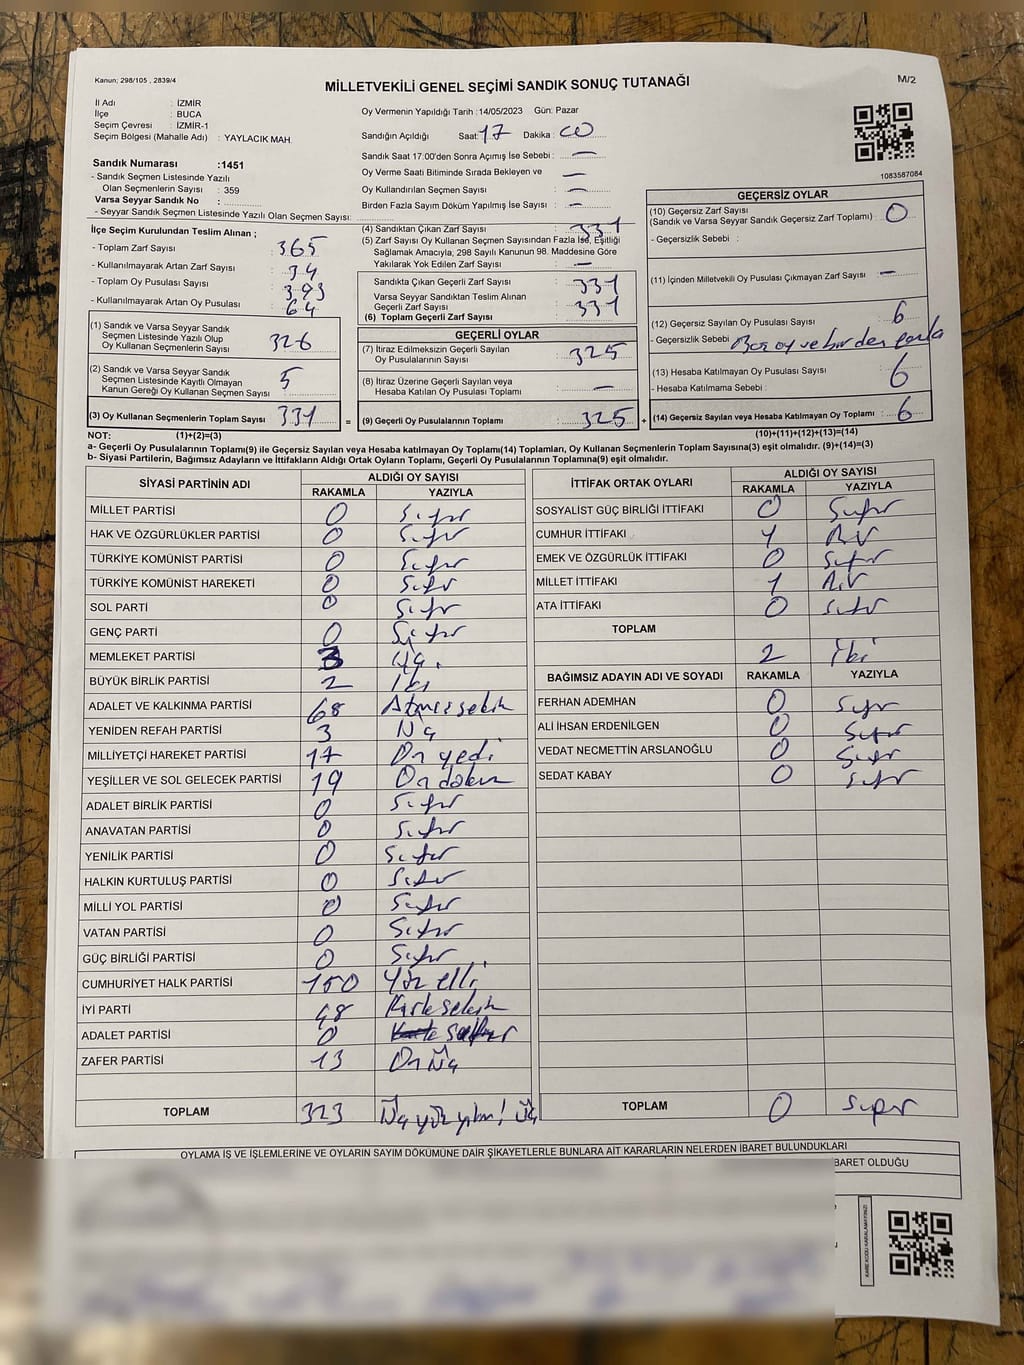 Kanun; 298/105 , 2839/4
MİLLETVEKİLİ GENEL SEÇİMİ SANDIK SONUÇ TUTANAĞI
M/2
İl Adı : İZMİR
İlçe : BUCA
Seçim Çevresi : İZMİR-1
Seçim Bölgesi (Mahalle Adı) : YAYLACIK MAH.
Oy Vermenin Yapıldığı Tarih :14/05/2023 Gün: Pazar
Sandığın Açıldığı Saat: 17 Dakika: 00
Sandık Saat 17:00'den Sonra Açımış İse Sebebi : —
Oy Verme Saati Bitiminde Sırada Bekleyen ve —
Oy Kullandırılan Seçmen Sayısı : —
Birden Fazla Sayım Döküm Yapılmış İse Sayısı : —
1083587084
Sandık Numarası :1451
- Sandık Seçmen Listesinde Yazılı
Olan Seçmenlerin Sayısı : 359
Varsa Seyyar Sandık No :
- Seyyar Sandık Seçmen Listesinde Yazılı Olan Seçmen Sayısı:
İlçe Seçim Kurulundan Teslim Alınan ;
- Toplam Zarf Sayısı : 365
- Kullanılmayarak Artan Zarf Sayısı : 34
- Toplam Oy Pusulası Sayısı : 393
- Kullanılmayarak Artan Oy Pusulası : 64
(1) Sandık ve Varsa Seyyar Sandık
Seçmen Listesinde Yazılı Olup
Oy Kullanan Seçmenlerin Sayısı : 326
(2) Sandık ve Varsa Seyyar Sandık
Seçmen Listesinde Kayıtlı Olmayan
Kanun Gereği Oy Kullanan Seçmen Sayısı : 5
(3) Oy Kullanan Seçmenlerin Toplam Sayısı : 331 =
(4) Sandıktan Çıkan Zarf Sayısı : 331
(5) Zarf Sayısı Oy Kullanan Seçmen Sayısından Fazla İse, Eşitliği
Sağlamak Amacıyla, 298 Sayılı Kanunun 98. Maddesine Göre
Yakılarak Yok Edilen Zarf Sayısı : —
Sandıkta Çıkan Geçerli Zarf Sayısı : 331
Varsa Seyyar Sandıktan Teslim Alınan
Geçerli Zarf Sayısı
(6) Toplam Geçerli Zarf Sayısı : 331
GEÇERLİ OYLAR
(7) İtiraz Edilmeksizin Geçerli Sayılan
Oy Pusulalarının Sayısı : 325
(8) İtiraz Üzerine Geçerli Sayılan veya
Hesaba Katılan Oy Pusulası Toplamı : —
(9) Geçerli Oy Pusulalarının Toplamı : 325 +
GEÇERSİZ OYLAR
(10) Geçersiz Zarf Sayısı
(Sandık ve Varsa Seyyar Sandık Geçersiz Zarf Toplamı) : 0
- Geçersizlik Sebebi :
(11) İçinden Milletvekili Oy Pusulası Çıkmayan Zarf Sayısı : —
(12) Geçersiz Sayılan Oy Pusulası Sayısı : 6
- Geçersizlik Sebebi : Boş oy ve birden fazla
(13) Hesaba Katılmayan Oy Pusulası Sayısı : 6
- Hesaba Katılmama Sebebi :
(14) Geçersiz Sayılan veya Hesaba Katılmayan Oy Toplamı : 6
NOT: (1)+(2)=(3) (10)+(11)+(12)+(13)=(14)
a- Geçerli Oy Pusulalarının Toplamı(9) ile Geçersiz Sayılan veya Hesaba katılmayan Oy Toplamı(14) Toplamları, Oy Kullanan Seçmenlerin Toplam Sayısına(3) eşit olmalıdır. (9)+(14)=(3)
b- Siyasi Partilerin, Bağımsız Adayların ve İttifakların Aldığı Ortak Oyların Toplamı, Geçerli Oy Pusulalarının Toplamına(9) eşit olmalıdır.
SİYASİ PARTİNİN ADI ALDIĞI OY SAYISI
RAKAMLA YAZIYLA
MİLLET PARTİSİ 0 Sıfır
HAK VE ÖZGÜRLÜKLER PARTİSİ 0 Sıfır
TÜRKİYE KOMÜNİST PARTİSİ 0 Sıfır
TÜRKİYE KOMÜNİST HAREKETİ 0 Sıfır
SOL PARTİ 0 Sıfır
GENÇ PARTİ 0 Sıfır
MEMLEKET PARTİSİ 3 Üç.
BÜYÜK BİRLİK PARTİSİ 2 İki
ADALET VE KALKINMA PARTİSİ 68 Atmışsekiz
YENİDEN REFAH PARTİSİ 3 Üç
MİLLİYETÇİ HAREKET PARTİSİ 17 On yedi
YEŞİLLER VE SOL GELECEK PARTİSİ 19 On dokuz
ADALET BİRLİK PARTİSİ 0 Sıfır
ANAVATAN PARTİSİ 0 Sıfır
YENİLİK PARTİSİ 0 Sıfır
HALKIN KURTULUŞ PARTİSİ 0 Sıfır
MİLLİ YOL PARTİSİ 0 Sıfır
VATAN PARTİSİ 0 Sıfır
GÜÇ BİRLİĞİ PARTİSİ 0 Sıfır
CUMHURİYET HALK PARTİSİ 150 Yüz elli
İYİ PARTİ 48 Kırksekiz
ADALET PARTİSİ 0
ZAFER PARTİSİ 13 On Üç
TOPLAM 323 Üç yüz yirmi Üç
İTTİFAK ORTAK OYLARI ALDIĞI OY SAYISI
RAKAMLA YAZIYLA
SOSYALİST GÜÇ BİRLİĞİ İTTİFAKI 0 Sıfır
CUMHUR İTTİFAKI 1 Bir
EMEK VE ÖZGÜRLÜK İTTİFAKI 0 Sıfır
MİLLET İTTİFAKI 1 Bir
ATA İTTİFAKI 0 Sıfır
TOPLAM
2 İki
BAĞIMSIZ ADAYIN ADI VE SOYADI RAKAMLA YAZIYLA
FERHAN ADEMHAN 0 Sıfır
ALİ İHSAN ERDENİLGEN 0 Sıfır
VEDAT NECMETTİN ARSLANOĞLU 0 Sıfır
SEDAT KABAY 0 Sıfır
TOPLAM 0 Sıfır
OYLAMA İŞ VE İŞLEMLERİNE VE OYLARIN SAYIM DÖKÜMÜNE DAİR ŞİKAYETLERLE BUNLARA AİT KARARLARIN NELERDEN İBARET BULUNDUKLARI
BARET OLDUĞU
KARE KODU KARALAMAYINIZ!